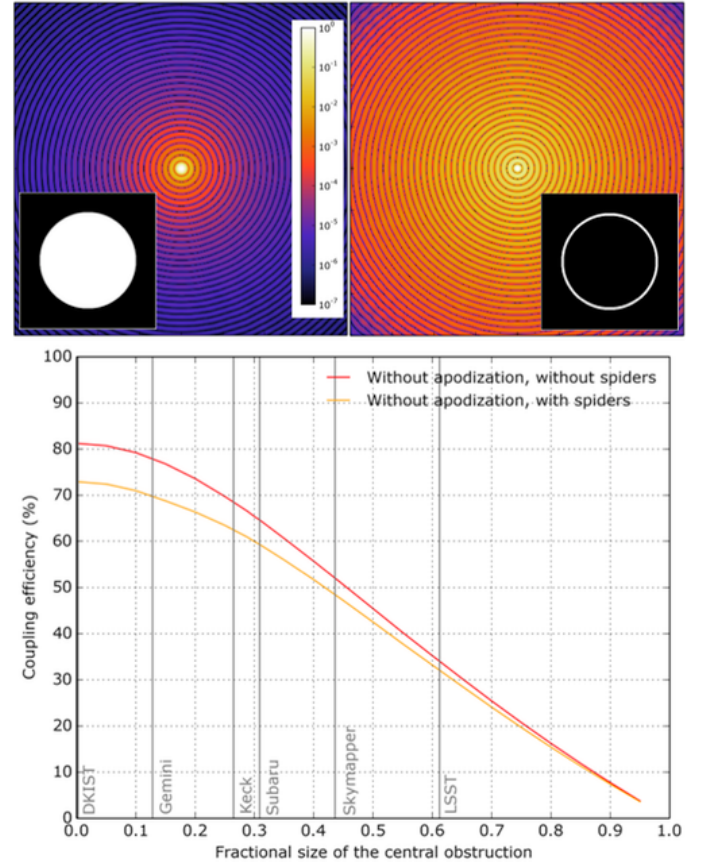 10^0
10^-1
10^-2
10^-3
10^-4
10^-5
10^-6
10^-7
100
90
80
70
60
50
40
30
20
10
0
Coupling efficiency (%)
Without apodization, without spiders
Without apodization, with spiders
DKIST
Gemini
Keck
Subaru
Skymapper
LSST
0.0 0.1 0.2 0.3 0.4 0.5 0.6 0.7 0.8 0.9 1.0
Fractional size of the central obstruction